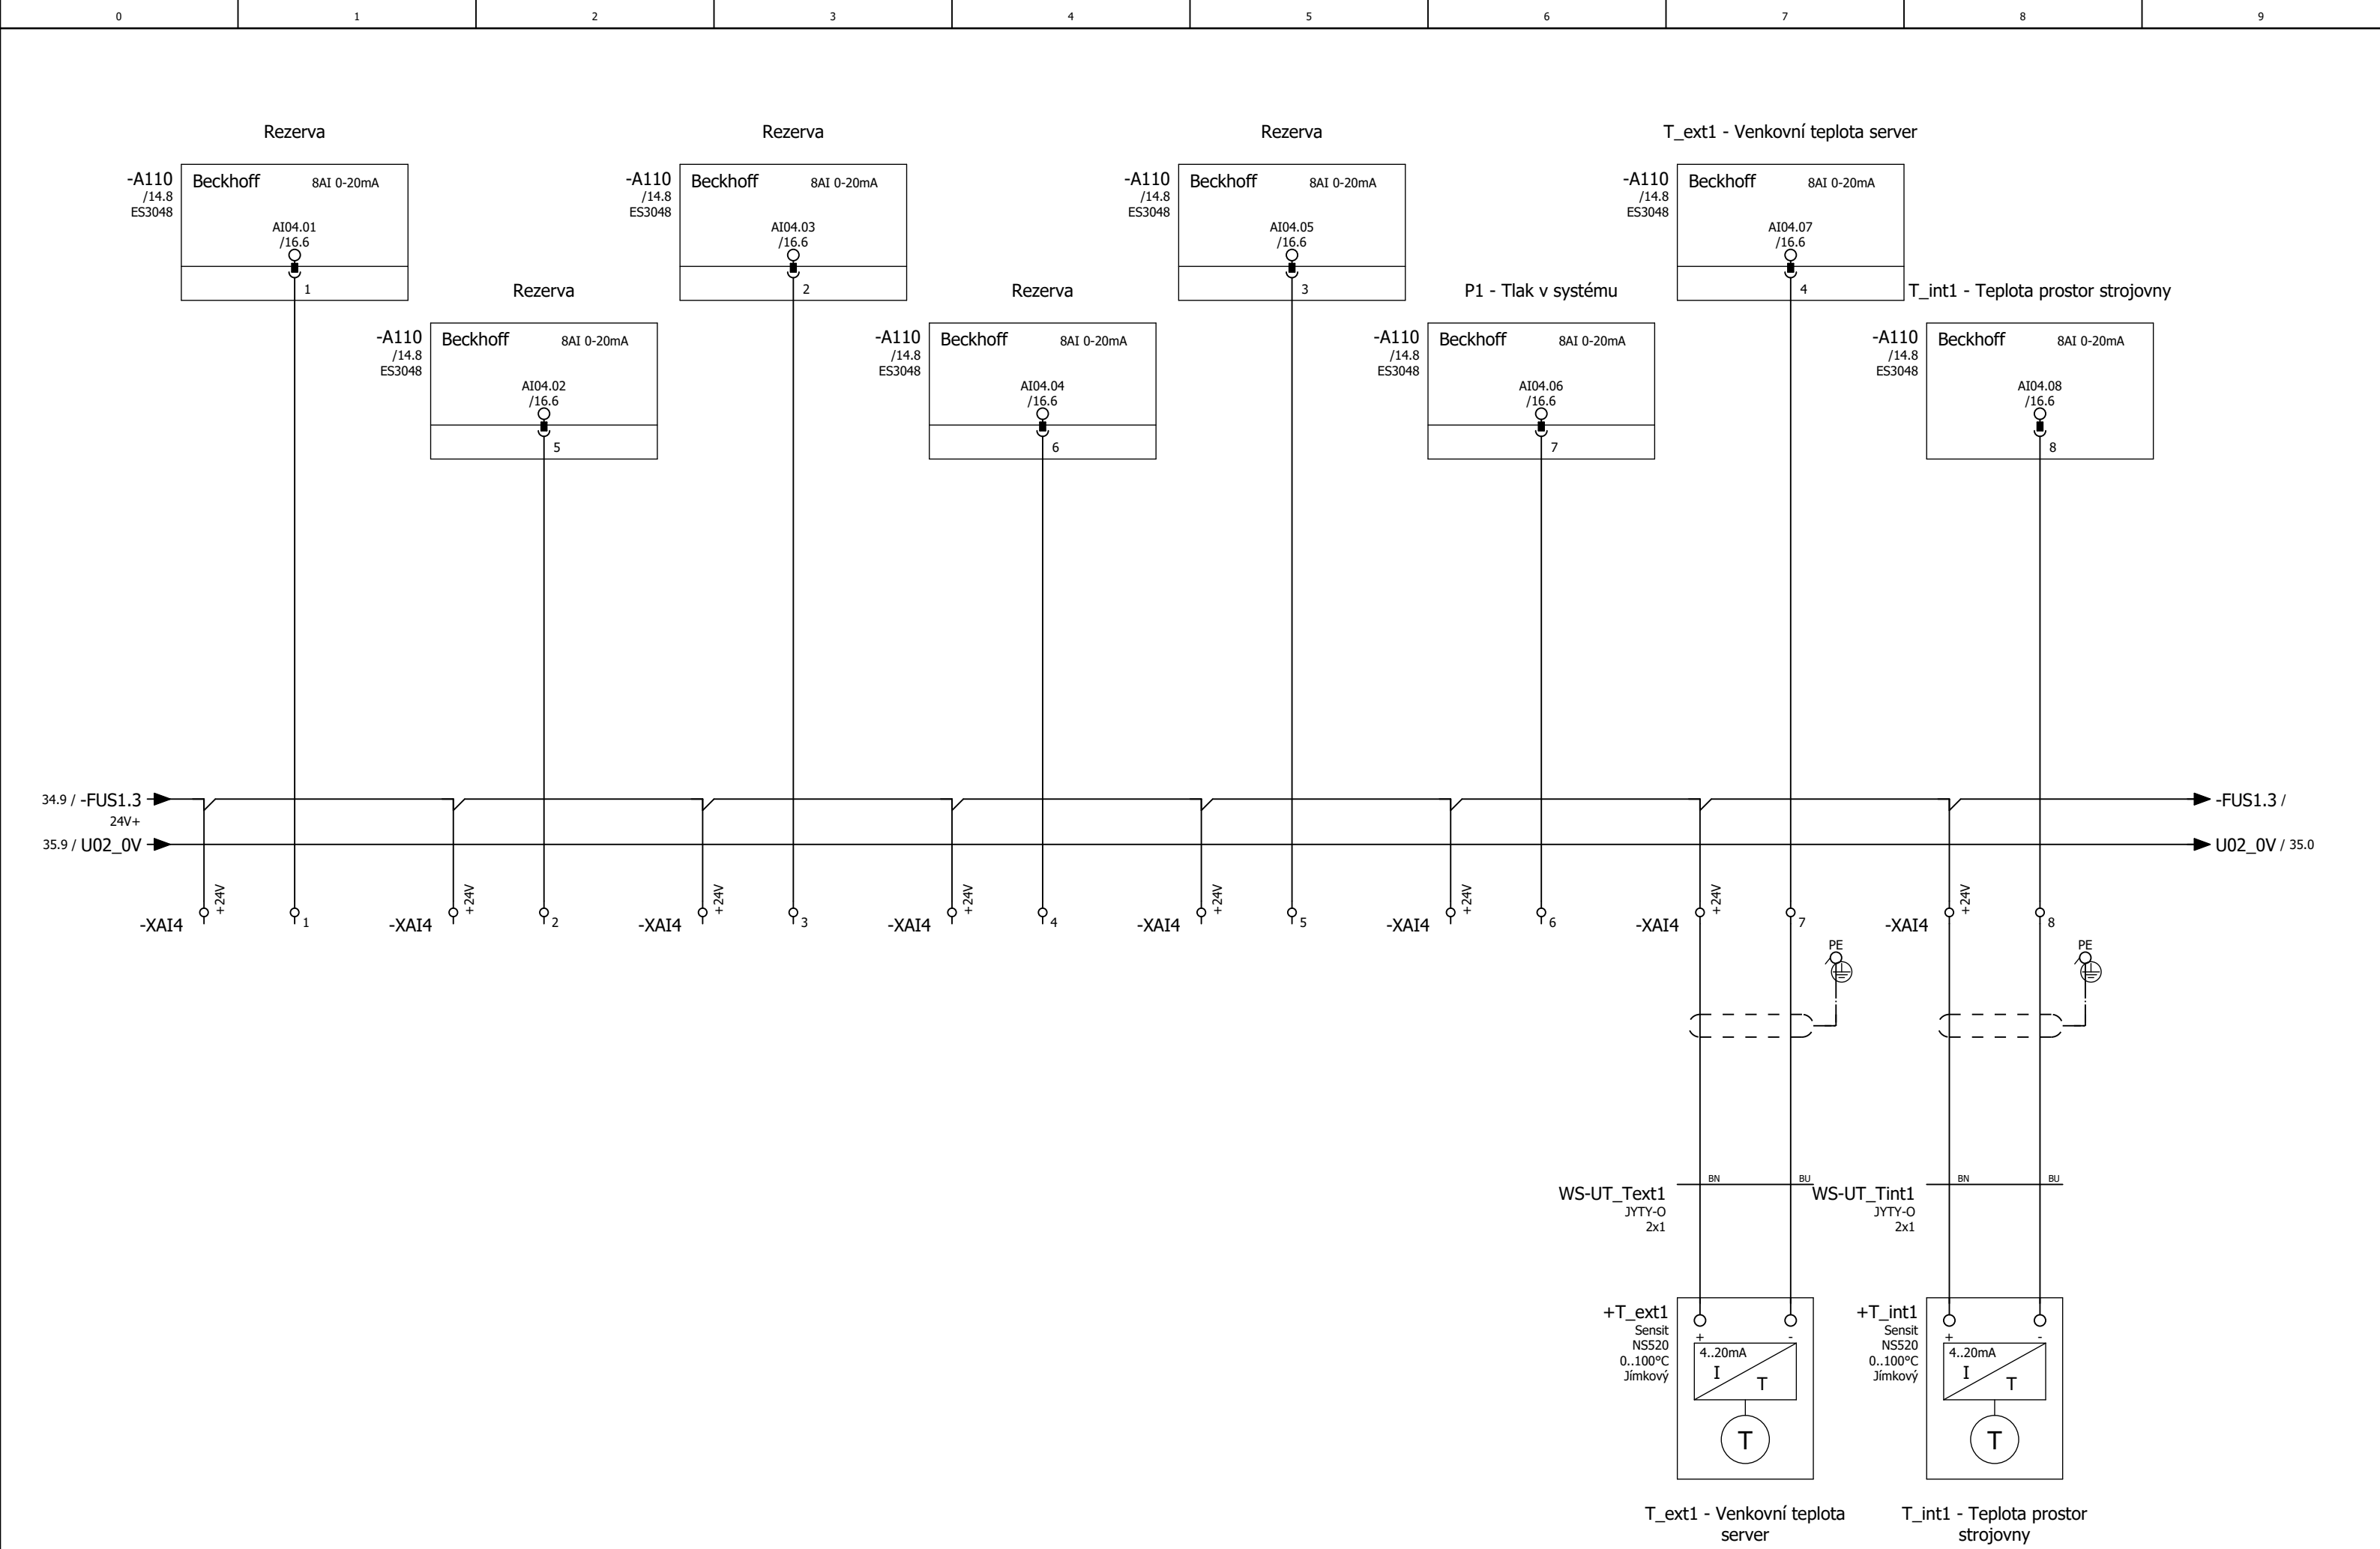 0 1 2 3 4 5 6 7 8 9
Rezerva Rezerva Rezerva T_ext1 - Venkovní teplota server
-A110 Beckhoff 8AI 0-20mA
/14.8
ES3048
AI04.01
/16.6
1
-A110 Beckhoff 8AI 0-20mA
/14.8
ES3048
AI04.03
/16.6
2
-A110 Beckhoff 8AI 0-20mA
/14.8
ES3048
AI04.05
/16.6
3
-A110 Beckhoff 8AI 0-20mA
/14.8
ES3048
AI04.07
/16.6
4
Rezerva Rezerva P1 - Tlak v systému T_int1 - Teplota prostor strojovny
-A110 Beckhoff 8AI 0-20mA
/14.8
ES3048
AI04.02
/16.6
5
-A110 Beckhoff 8AI 0-20mA
/14.8
ES3048
AI04.04
/16.6
6
-A110 Beckhoff 8AI 0-20mA
/14.8
ES3048
AI04.06
/16.6
7
-A110 Beckhoff 8AI 0-20mA
/14.8
ES3048
AI04.08
/16.6
8
34.9 / -FUS1.3 -FUS1.3 /
24V+
35.9 / U02_0V U02_0V / 35.0
-XAI4 +24V 1 -XAI4 +24V 2 -XAI4 +24V 3 -XAI4 +24V 4 -XAI4 +24V 5 -XAI4 +24V 6 -XAI4 +24V 7 -XAI4 +24V 8
PE PE
WS-UT_Text1 BN BU
JYTY-O
2x1
WS-UT_Tint1 BN BU
JYTY-O
2x1
+T_ext1
Sensit
NS520
0..100°C
Jímkový
+ -
4..20mA
I T
T
+T_int1
Sensit
NS520
0..100°C
Jímkový
+ -
4..20mA
I T
T
T_ext1 - Venkovní teplota
server
T_int1 - Teplota prostor
strojovny